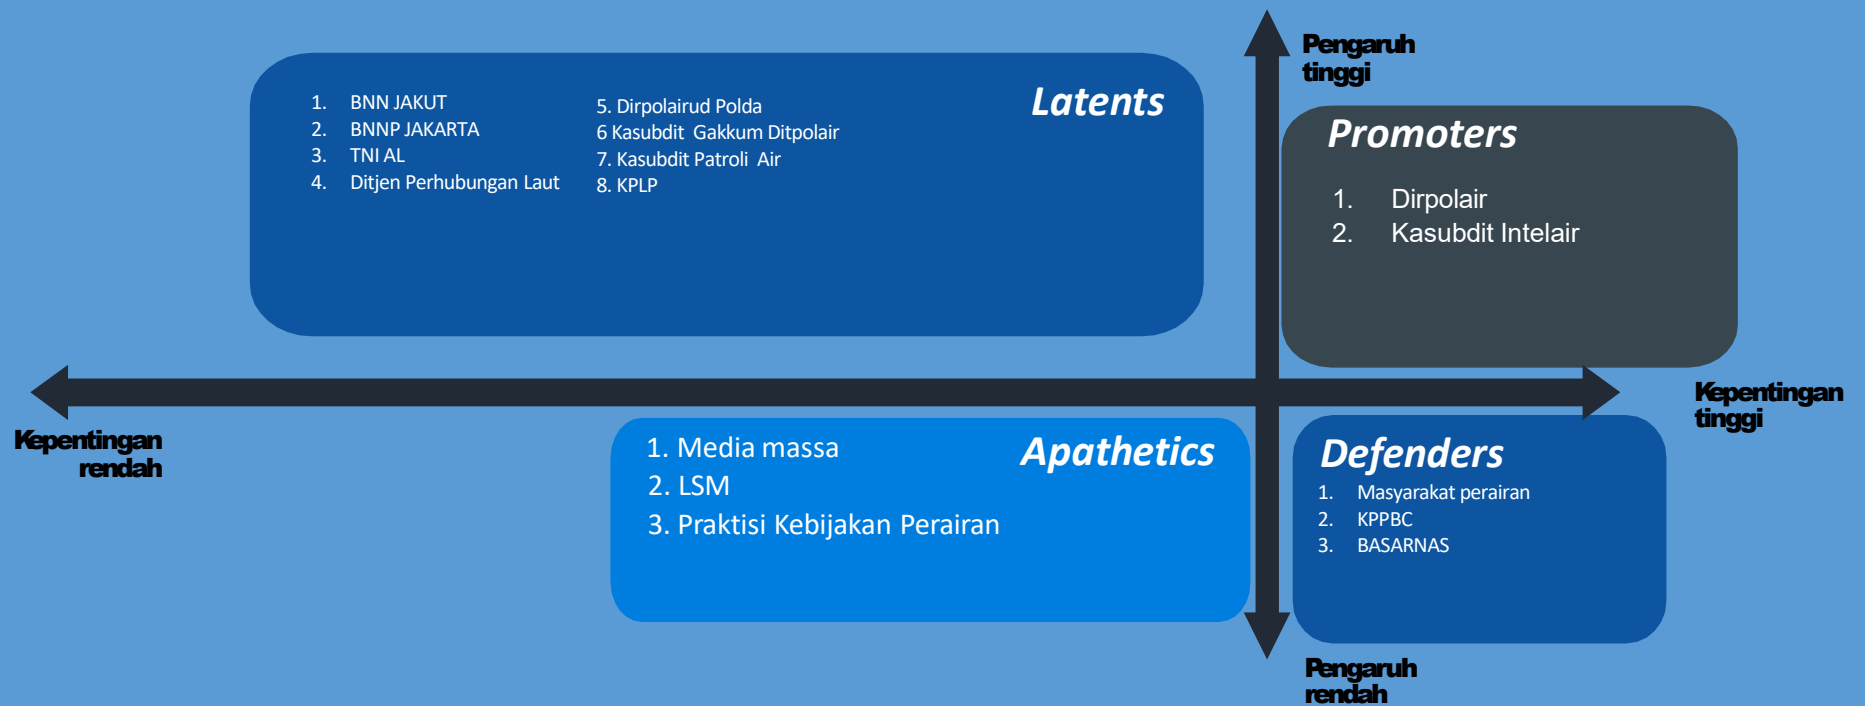 Pengaruh
tinggi
Latents
1. BNN JAKUT
2. BNNP JAKARTA
3. TNI AL
4. Ditjen Perhubungan Laut
5. Dirpolairud Polda
6 Kasubdit Gakkum Ditpolair
7. Kasubdit Patroli Air
8. KPLP
Promoters
1. Dirpolair
2. Kasubdit Intelair
Kepentingan
rendah
Kepentingan
tinggi
Apathetics
1. Media massa
2. LSM
3. Praktisi Kebijakan Perairan
Defenders
1. Masyarakat perairan
2. KPPBC
3. BASARNAS
Pengaruh
rendah